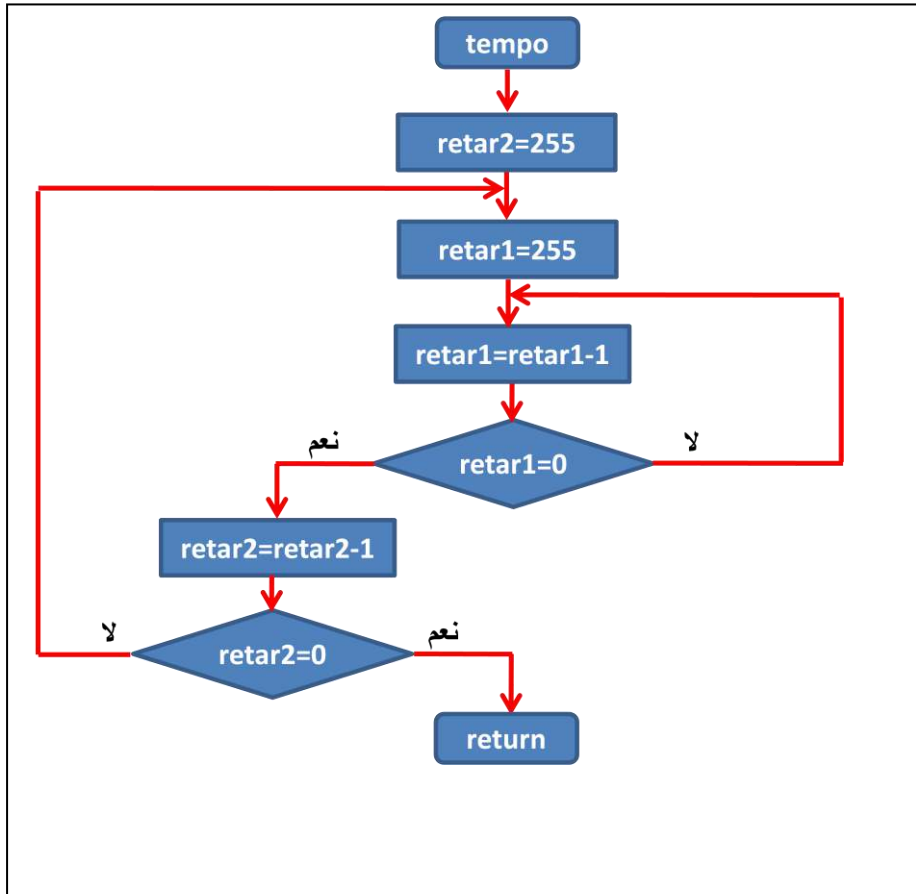 tempo
retar2=255
retar1=255
retar1=retar1-1
نعم
retar1=0
لا
retar2=retar2-1
لا
retar2=0
نعم
return